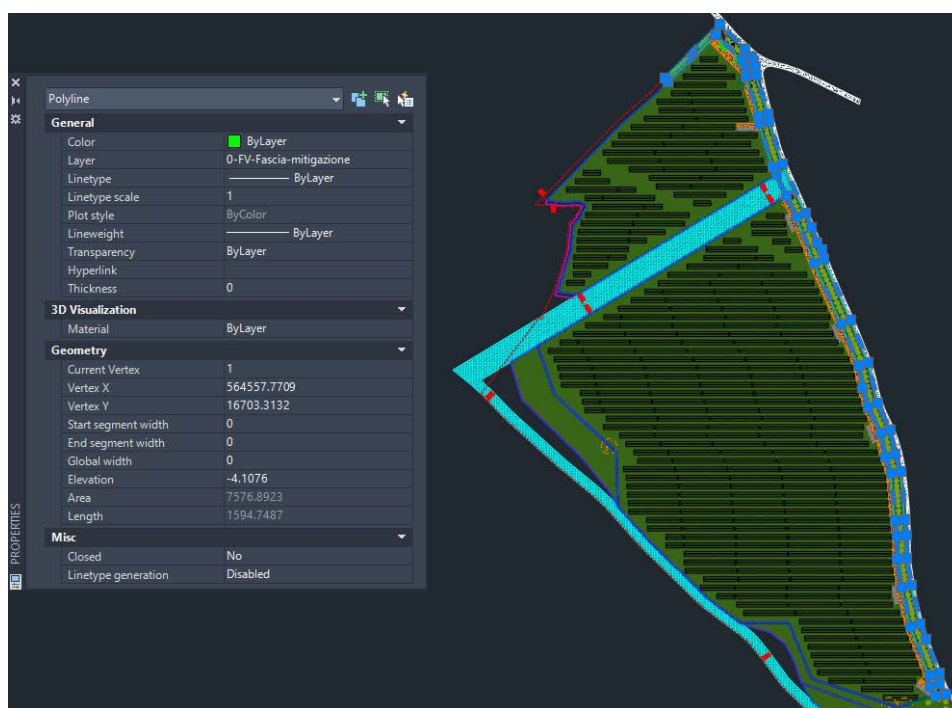 Polyline
General
Color ByLayer
Layer 0-FV-Fascia-mitigazione
Linetype ByLayer
Linetype scale 1
Plot style ByColor
Lineweight ByLayer
Transparency ByLayer
Hyperlink
Thickness 0
3D Visualization
Material ByLayer
Geometry
Current Vertex 1
Vertex X 564557.7709
Vertex Y 16703.3132
Start segment width 0
End segment width 0
Global width 0
Elevation -4.1076
Area 7576.8923
Length 1594.7487
Misc
Closed No
Linetype generation Disabled
PROPERTIES